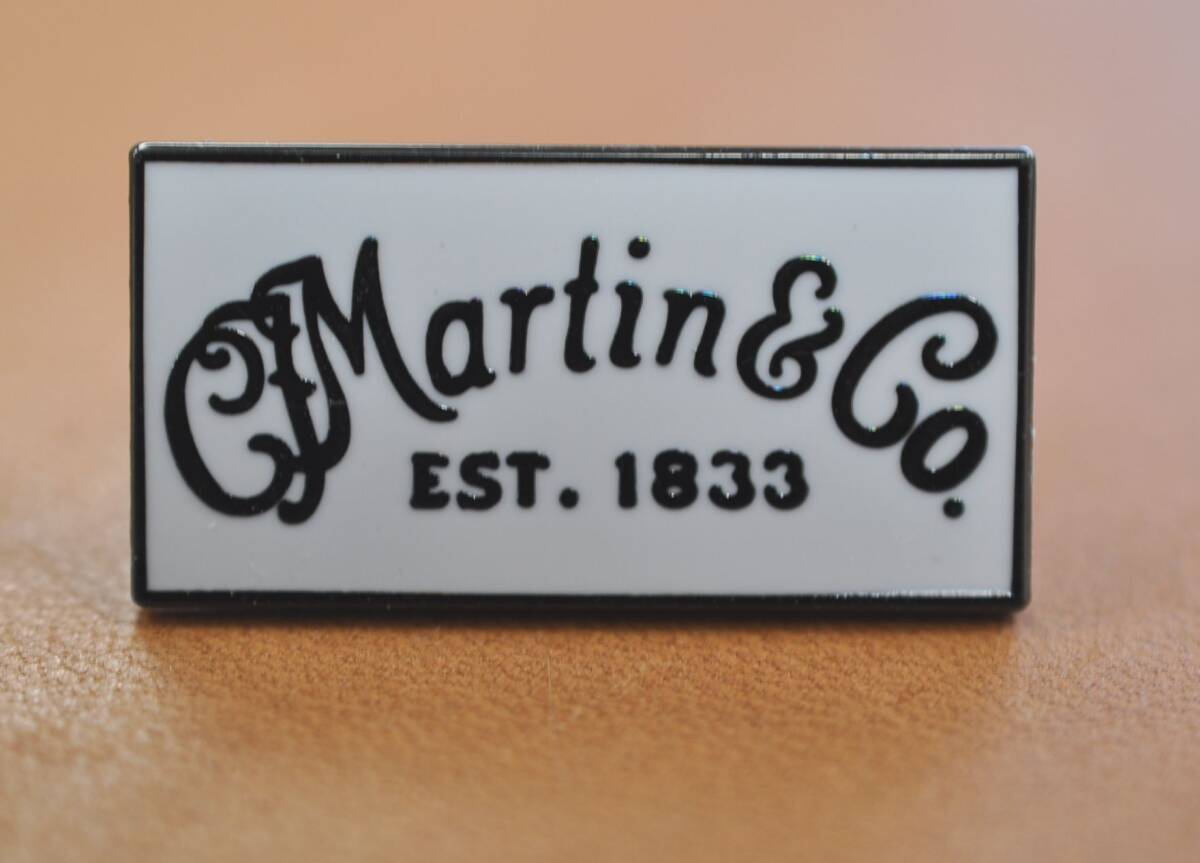 CFMartin & Co.
EST. 1833